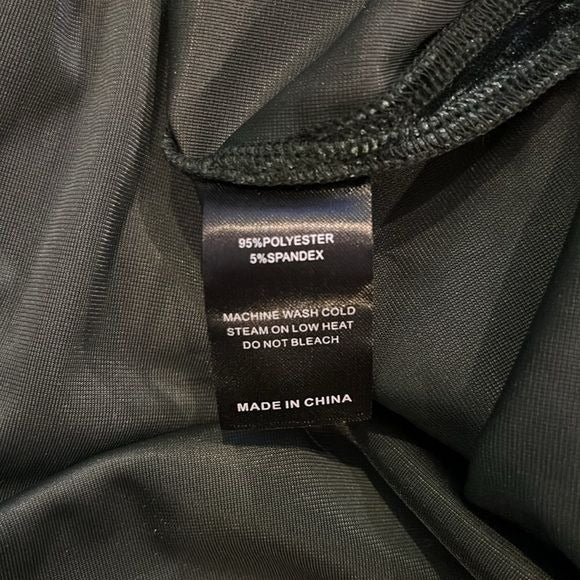 95%POLYESTER
5%SPANDEX
MACHINE WASH COLD
STEAM ON LOW HEAT
DO NOT BLEACH
MADE IN CHINA